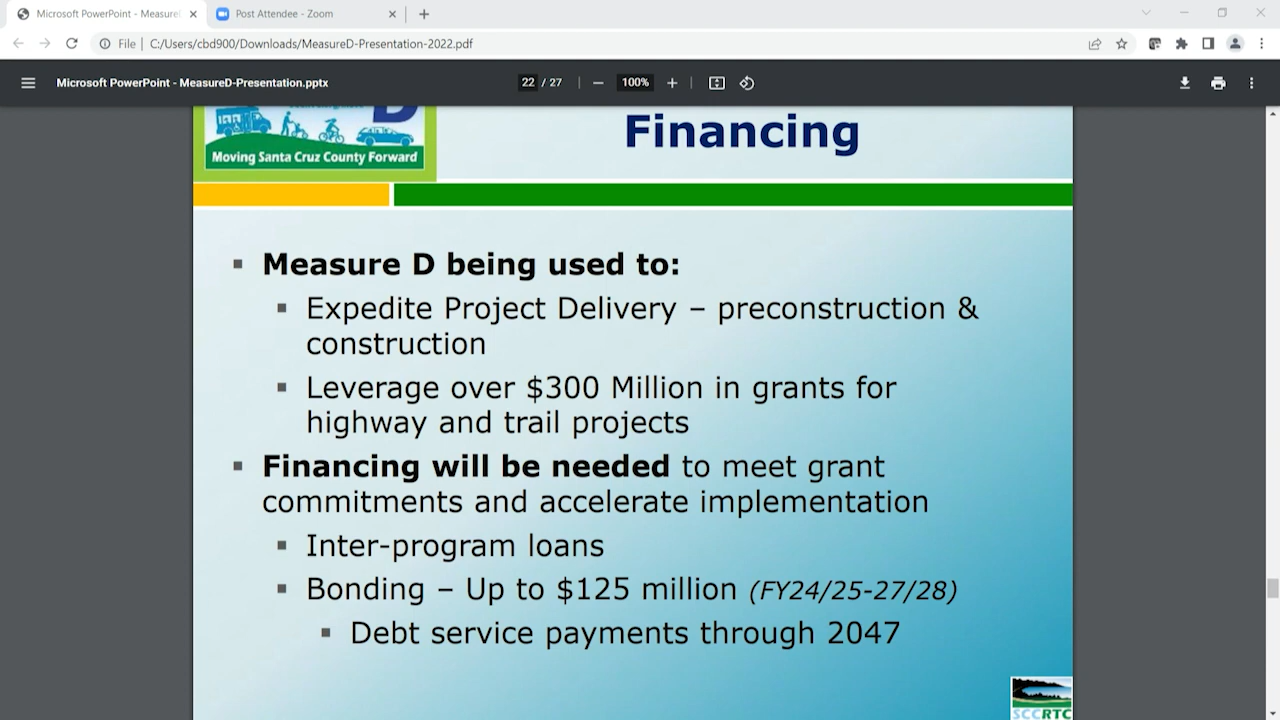 Microsoft PowerPoint - Measure
Post Attendee - Zoom
File
C:/Users/cbd900/Downloads/MeasureD-Presentation-2022.pdf
Microsoft PowerPoint - MeasureD-Presentation.pptx
22 / 27
100%
D
Moving Santa Cruz County Forward
Financing
Measure D being used to:
Expedite Project Delivery – preconstruction &
construction
Leverage over $300 Million in grants for
highway and trail projects
Financing will be needed to meet grant
commitments and accelerate implementation
Inter-program loans
Bonding – Up to $125 million (FY24/25-27/28)
Debt service payments through 2047
SCCRTC